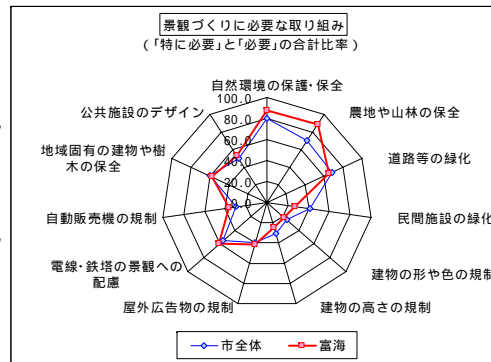 景観づくりに必要な取り組み
(「特に必要」と「必要」の合計比率)
自然環境の保護・保全
農地や山林の保全
道路等の緑化
民間施設の緑化
建物の形や色の規制
建物の高さの規制
屋外広告物の規制
電線・鉄塔の景観への
配慮
自動販売機の規制
地域固有の建物や樹
木の保全
公共施設のデザイン
100.0
80.0
60.0
40.0
20.0
0.0
市全体
富海